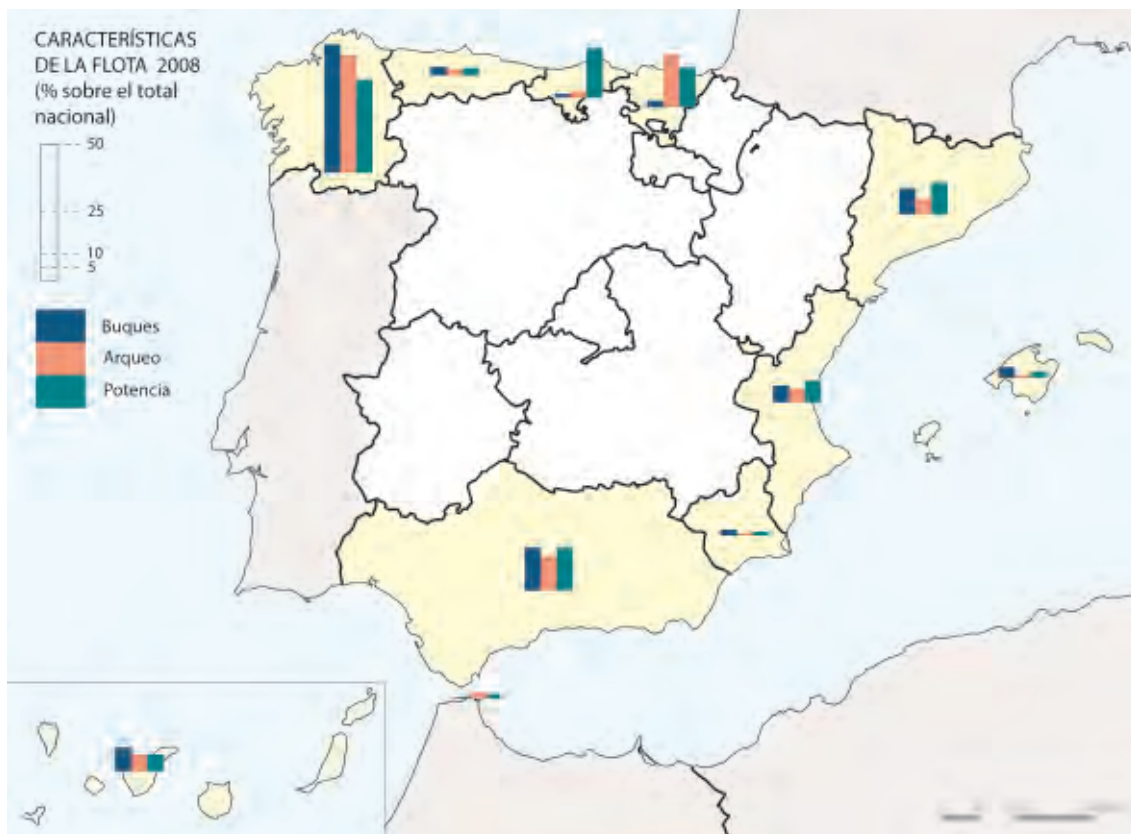 CARACTERÍSTICAS
DE LA FLOTA 2008
(% sobre el total
nacional)
50
25
10
5
Buques
Arqueo
Potencia